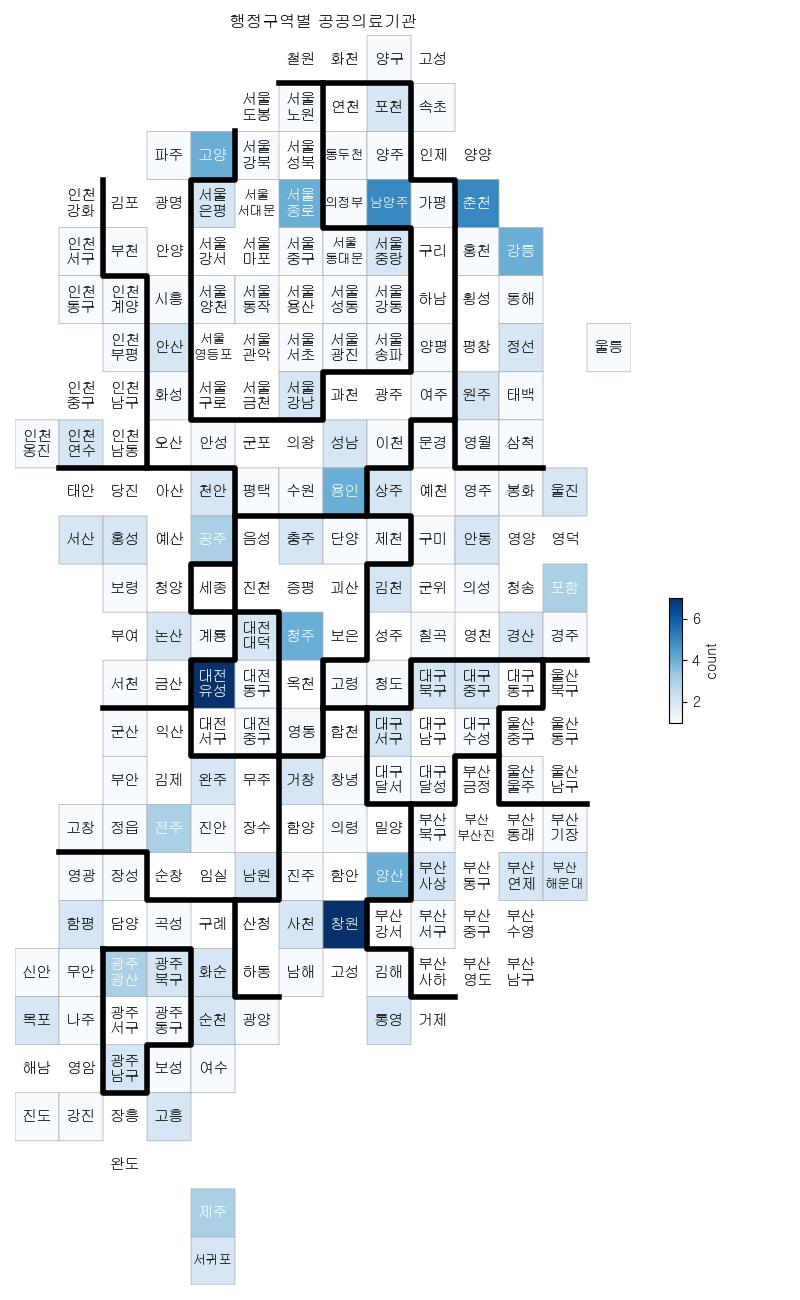 행정구역별 공공의료기관
철원 화천 양구 고성
서울 도봉 서울 노원 연천 포천 속초
파주 고양 서울 강북 서울 성북 동두천 양주 인제 양양
인천 강화 김포 광명 서울 은평 서울 서대문 서울 종로 의정부 남양주 가평 춘천
인천 서구 부천 안양 서울 강서 서울 마포 서울 중구 서울 동대문 서울 중랑 구리 홍천 강릉
인천 동구 인천 계양 시흥 서울 양천 서울 동작 서울 용산 서울 성동 서울 강동 하남 횡성 동해
인천 부평 안산 서울 영등포 서울 관악 서울 서초 서울 광진 서울 송파 양평 평창 정선 울릉
인천 중구 인천 남구 화성 서울 구로 서울 금천 서울 강남 과천 광주 여주 원주 태백
인천 옹진 인천 연수 인천 남동 오산 안성 군포 의왕 성남 이천 문경 영월 삼척
태안 당진 아산 천안 평택 수원 용인 상주 예천 영주 봉화 울진
서산 홍성 예산 공주 음성 충주 단양 제천 구미 안동 영양 영덕
보령 청양 세종 진천 증평 괴산 김천 군위 의성 청송 포항
부여 논산 계룡 대전 대덕 청주 보은 성주 칠곡 영천 경산 경주
서천 금산 대전 유성 대전 동구 옥천 고령 청도 대구 북구 대구 중구 대구 동구 울산 북구
군산 익산 대전 서구 대전 중구 영동 합천 대구 서구 대구 남구 대구 수성 울산 중구 울산 동구
부안 김제 완주 무주 거창 창녕 대구 달서 대구 달성 부산 금정 울산 울주 울산 남구
고창 정읍 전주 진안 장수 함양 의령 밀양 부산 북구 부산 부산진 부산 동래 부산 기장
영광 장성 순창 임실 남원 진주 함안 양산 부산 사상 부산 동구 부산 연제 부산 해운대
함평 담양 곡성 구례 산청 사천 창원 부산 강서 부산 서구 부산 중구 부산 수영
신안 무안 광주 광산 광주 북구 화순 하동 남해 고성 김해 부산 사하 부산 영도 부산 남구
목포 나주 광주 서구 광주 동구 순천 광양 통영 거제
해남 영암 광주 남구 보성 여수
진도 강진 장흥 고흥
완도
제주
서귀포
6
4
2
count